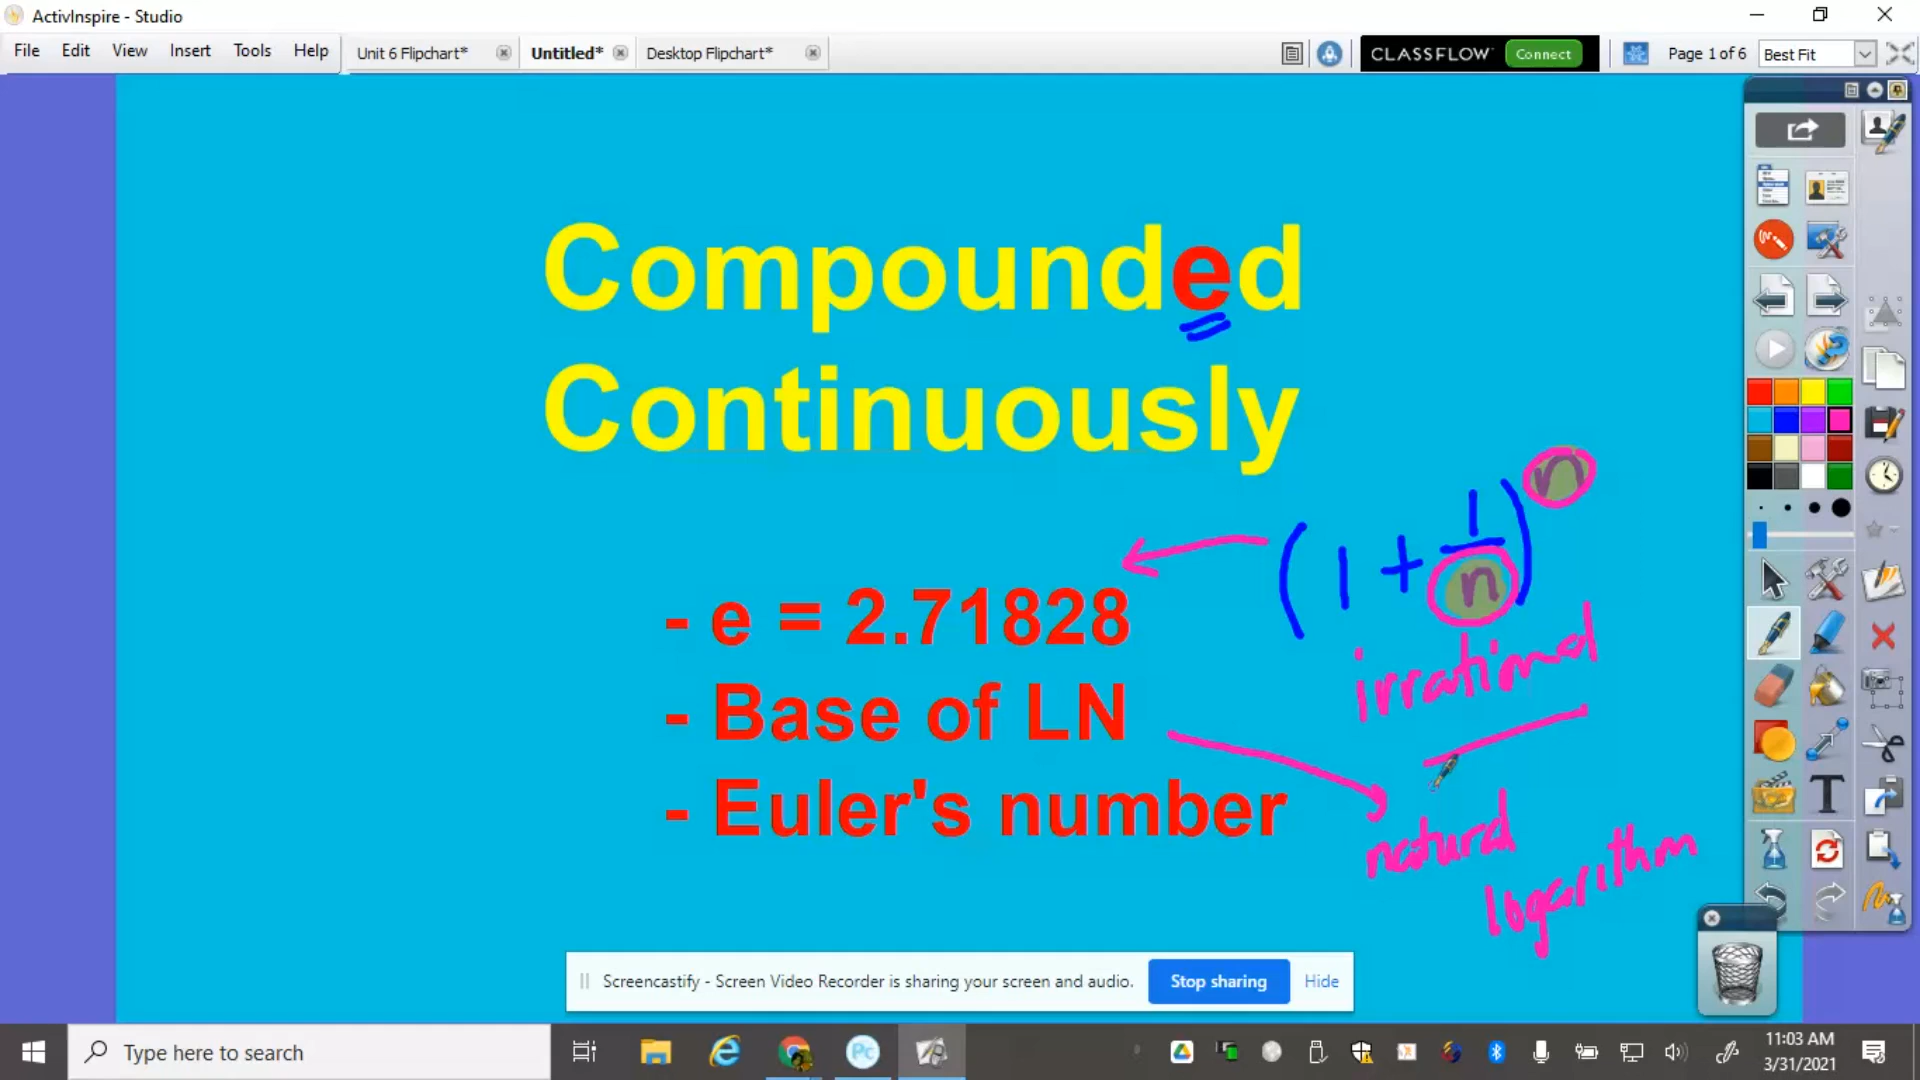 ActivInspire - Studio
File Edit View Insert Tools Help Unit 6 Flipchart* Untitled* Desktop Flipchart* CLASSFLOW Connect Page 1 of 6 Best Fit
Compounded
Continuously
(1 + 1/n)^n
- e = 2.71828
irrational
- Base of LN
- Euler's number
natural
logarithm
Screencastify - Screen Video Recorder is sharing your screen and audio. Stop sharing Hide
Type here to search
11:03 AM
3/31/2021